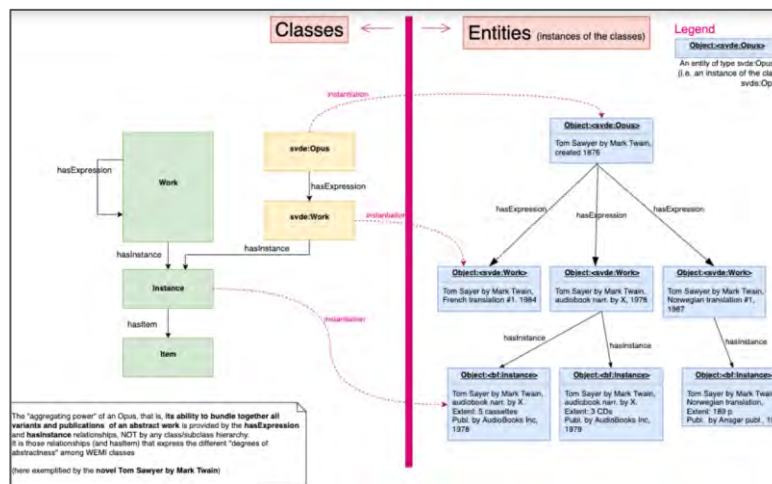 Classes
Entities (instances of the classes)
Legend
Object:<svde:Opus
An entity of type svde:Opus
(i.e. an instance of the cla
svds:Op
instantiation
Object:<svde:Opus>
Tom Sawyer by Mark Twain,
created 1876
svde:Opus
hasExpression
Work
hasExpression
svde:Work
instantiation
hasExpression
hasExpression
hasExpression
hasInstance
hasInstance
Object:<svde:Work>
Tom Sayer by Mark Twain,
French translation #1. 1984
Object:<svde:Work>
Tom Sayer by Mark Twain,
audiobook narr. by X, 1978
Object:<svde:Work>
Tom Sawyer by Mark Twain,
Norwegian translation #1,
1987
Instance
instantiation
hasItem
hasInstance
hasInstance
Item
Object:<bf:Instance>
Tom Sayer by Mark Twain,
audiobook narr. by X.
Extent: 5 cassettes
Publ. by AudioBooks Inc,
1978
Object:<bf:Instance>
Tom Sayer by Mark Twain,
audiobook narr. by X.
Extent: 3 CDs
Publ. by AudioBooks Inc,
1979
Object:<bf:Instance>
Tom Sayer by Mark Twain
Norwegian translation,
Extent: 189 p
Publ. by Ansgar publ.,
The "aggregating power" of an Opus, that is, its ability to bundle together all
variants and publications of an abstract work is provided by the hasExpression
and hasInstance relationships, NOT by any class/subclass hierarchy.
It is those relationships (and hasItem) that express the different "degrees of
abstractness" among WEMI classes
(here exemplified by the novel Tom Sawyer by Mark Twain)